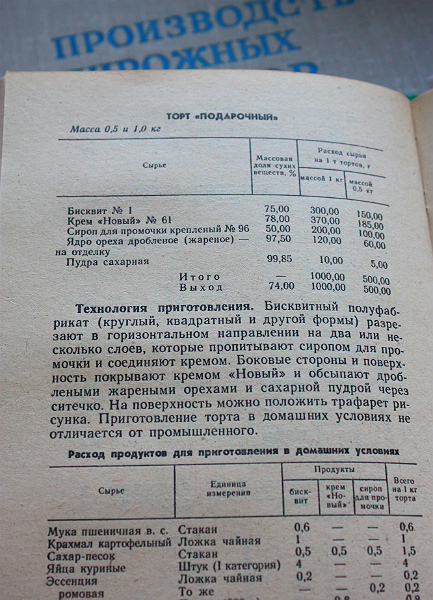 ПРОИЗВОДСТВ
ПИРОЖНЫХ
ТОРТ «ПОДАРОЧНЫЙ»
Масса 0,5 и 1,0 кг
Сырье Массовая доля сухих веществ, % Расход сырья на 1 т тортов, г
массой 1 кг массой 0,5 кг
Бисквит № 1 75,00 300,00 150,00
Крем «Новый» № 61 78,00 370,00 185,00
Сироп для промочки крепленый № 96 50,00 200,00 100,00
Ядро ореха дробленое (жареное) — 97,50 120,00 60,00
на отделку
Пудра сахарная 99,85 10,00 5,00
Итого — 1000,00 500,00
Выход 74,00 1000,00 500,00
Технология приготовления. Бисквитный полуфаб-
рикат (круглый, квадратный и другой формы) разре-
зают в горизонтальном направлении на два или не-
сколько слоев, которые пропитывают сиропом для про-
мочки и соединяют кремом. Боковые стороны и поверх-
ность покрывают кремом «Новый» и обсыпают дроб-
леными жареными орехами и сахарной пудрой через
ситечко. На поверхность можно положить трафарет ри-
сунка. Приготовление торта в домашних условиях не
отличается от промышленного.
Расход продуктов для приготовления в домашних условиях
Сырье Единица измерения Продукты Всего на 1 кг торта
бисквит крем «Новый» сироп для промочки
Мука пшеничная в. с. Стакан 0,6 — — 0,6
Крахмал картофельный Ложка чайная 1 — — 1
Сахар-песок Стакан 0,5 0,5 0,5 1,5
Яйца куриные Штук (1 категория) 4 — — 4
Эссенция Ложка чайная 0,2 — — 0,2
ромовая То же — — 0,2 0,2